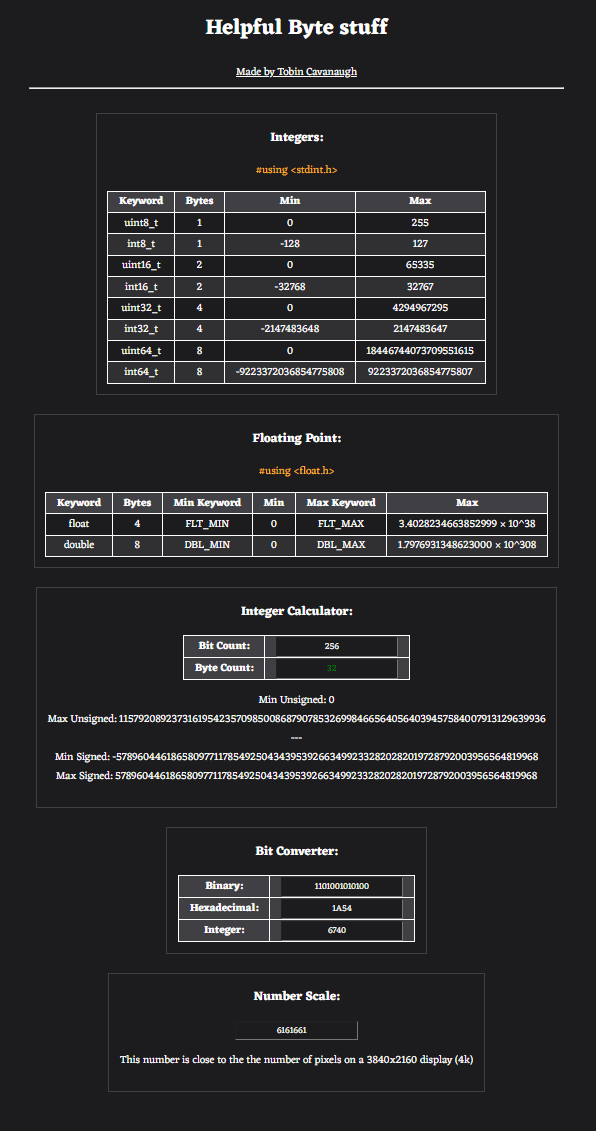 Helpful Byte stuff
Made by Tobin Cavanaugh
Integers:
#using <stdint.h>
Keyword Bytes Min Max
uint8_t 1 0 255
int8_t 1 -128 127
uint16_t 2 0 65335
int16_t 2 -32768 32767
uint32_t 4 0 4294967295
int32_t 4 -2147483648 2147483647
uint64_t 8 0 18446744073709551615
int64_t 8 -9223372036854775808 9223372036854775807
Floating Point:
#using <float.h>
Keyword Bytes Min Keyword Min Max Keyword Max
float 4 FLT_MIN 0 FLT_MAX 3.4028234663852999 × 10^38
double 8 DBL_MIN 0 DBL_MAX 1.7976931348623000 × 10^308
Integer Calculator:
Bit Count: 256
Byte Count: 32
Min Unsigned: 0
Max Unsigned: 115792089237316195423570985008687907853269984665640564039457584007913129639936
---
Min Signed: -57896044618658097711785492504343953926634992332820282019728792003956564819968
Max Signed: 57896044618658097711785492504343953926634992332820282019728792003956564819968
Bit Converter:
Binary: 1101001010100
Hexadecimal: 1A54
Integer: 6740
Number Scale:
6161661
This number is close to the the number of pixels on a 3840x2160 display (4k)